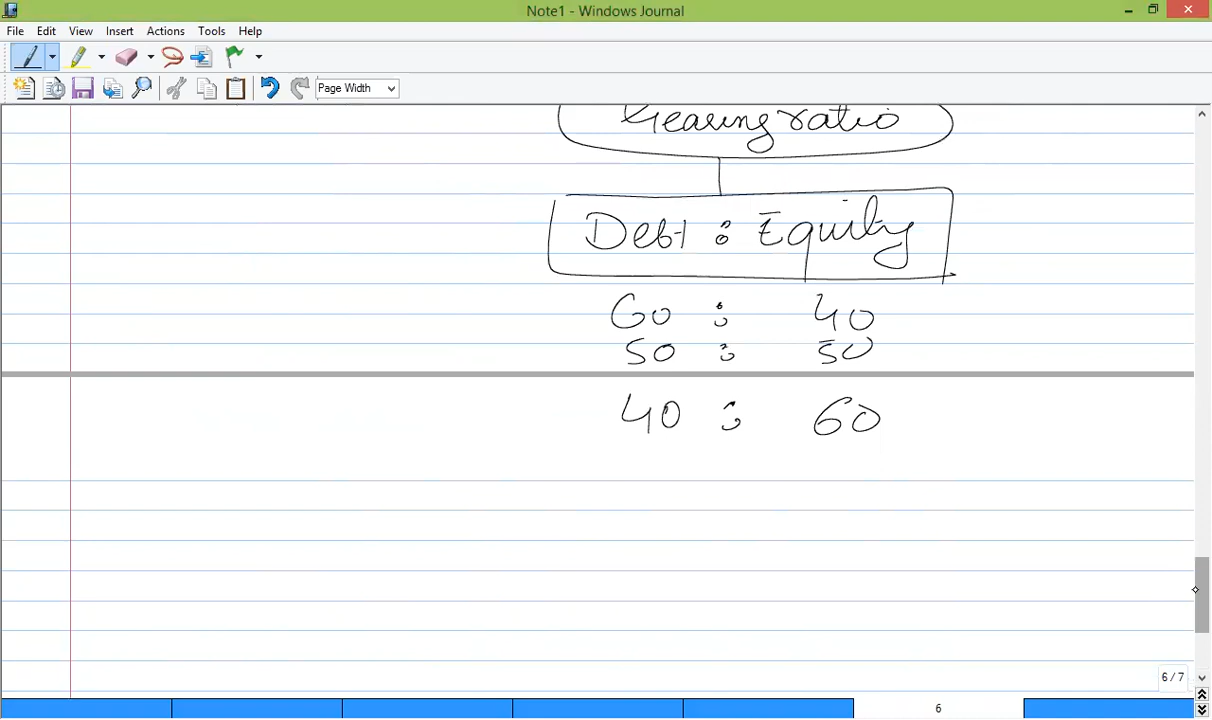 Note1 - Windows Journal
File Edit View Insert Actions Tools Help
Page Width
Gearing ratio
Debt : Equity
60 : 40
50 : 50
40 : 60
6 / 7
6